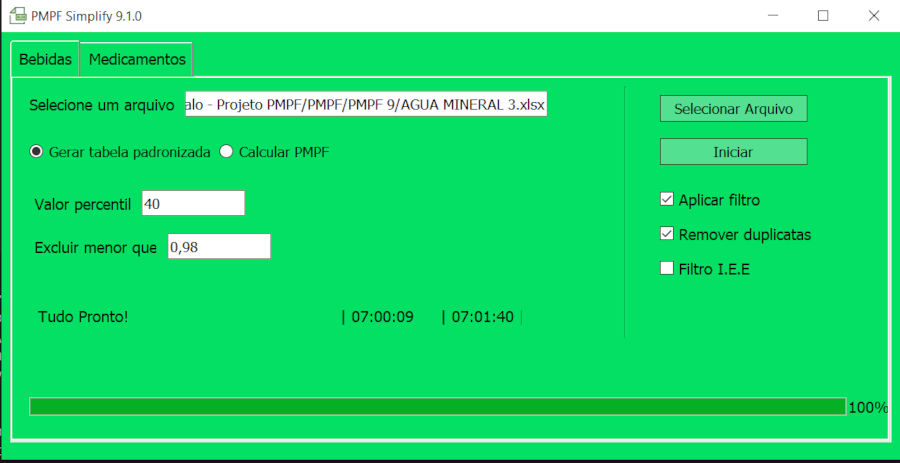 PMPF Simplify 9.1.0
Bebidas Medicamentos
Selecione um arquivo alo - Projeto PMPF/PMPF/PMPF 9/AGUA MINERAL 3.xlsx Selecionar Arquivo
Gerar tabela padronizada Calcular PMPF Iniciar
Valor percentil 40 Aplicar filtro
Excluir menor que 0,98 Remover duplicatas
Filtro I.E.E
Tudo Pronto! | 07:00:09 | 07:01:40 |
100%